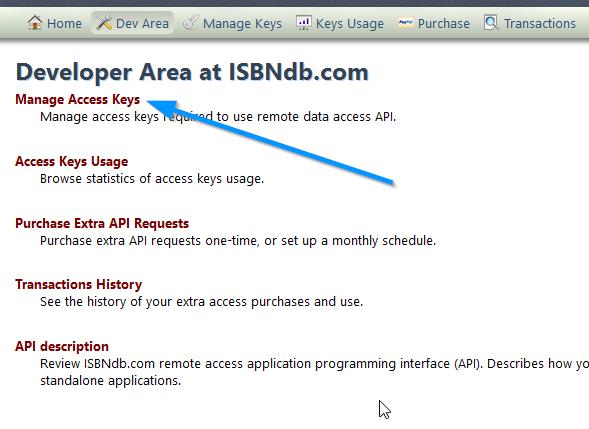 Home Dev Area Manage Keys Keys Usage Purchase Transactions
Developer Area at ISBNdb.com
Manage Access Keys
Manage access keys required to use remote data access API.
Access Keys Usage
Browse statistics of access keys usage.
Purchase Extra API Requests
Purchase extra API requests one-time, or set up a monthly schedule.
Transactions History
See the history of your extra access purchases and use.
API description
Review ISBNdb.com remote access application programming interface (API). Describes how yo
standalone applications.